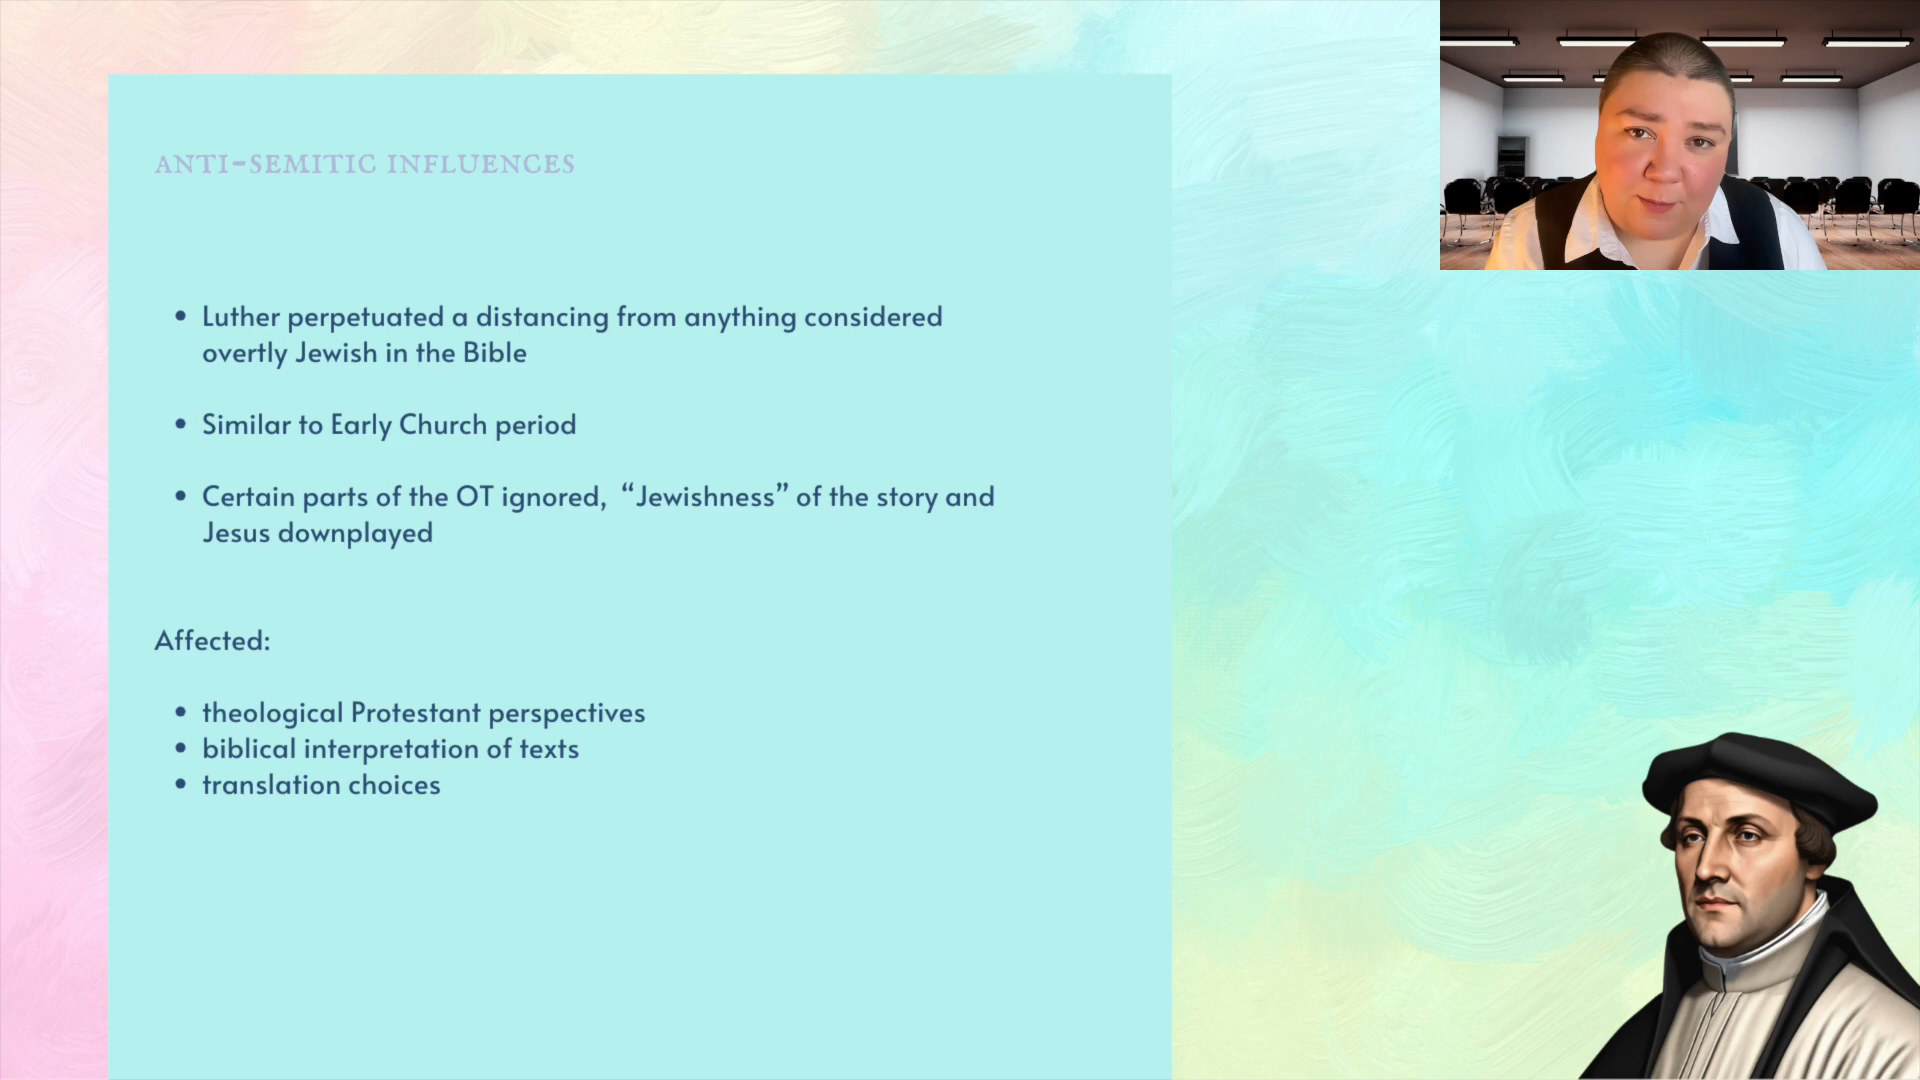 ANTI-SEMITIC INFLUENCES
• Luther perpetuated a distancing from anything considered
overtly Jewish in the Bible
• Similar to Early Church period
• Certain parts of the OT ignored, “Jewishness” of the story and
Jesus downplayed
Affected:
• theological Protestant perspectives
• biblical interpretation of texts
• translation choices